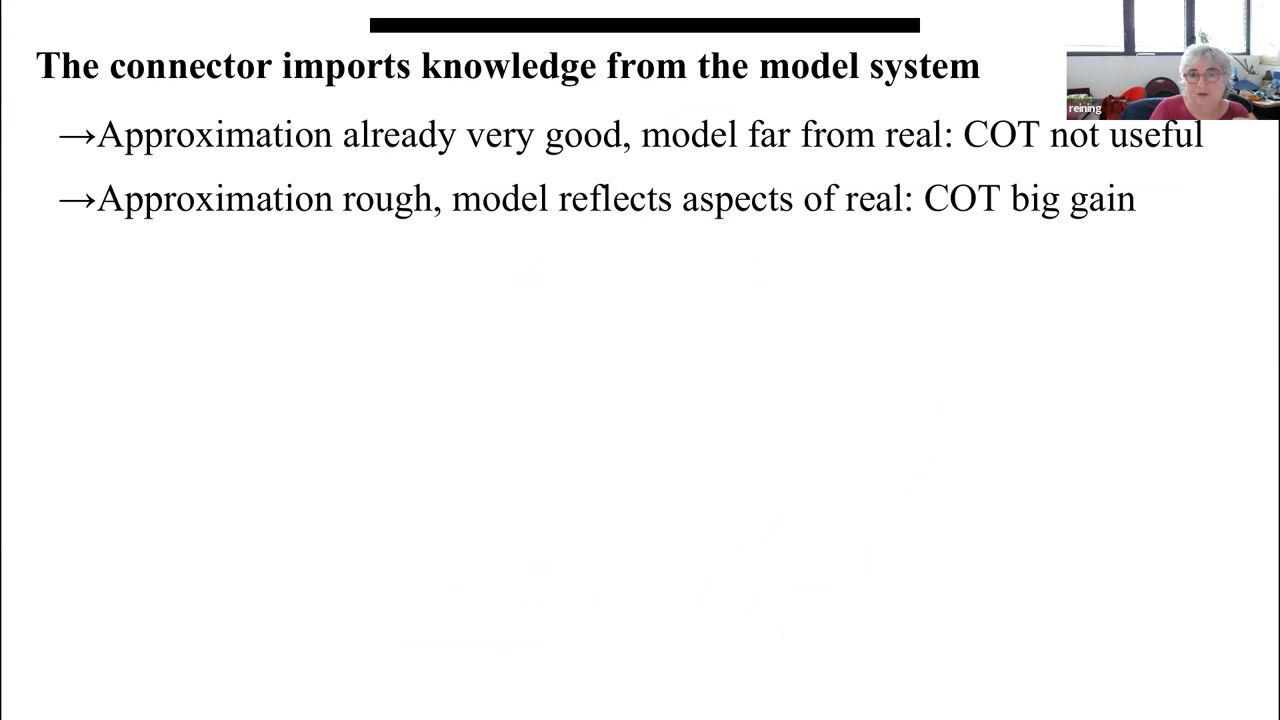 The connector imports knowledge from the model system
reining
→Approximation already very good, model far from real: COT not useful
→Approximation rough, model reflects aspects of real: COT big gain